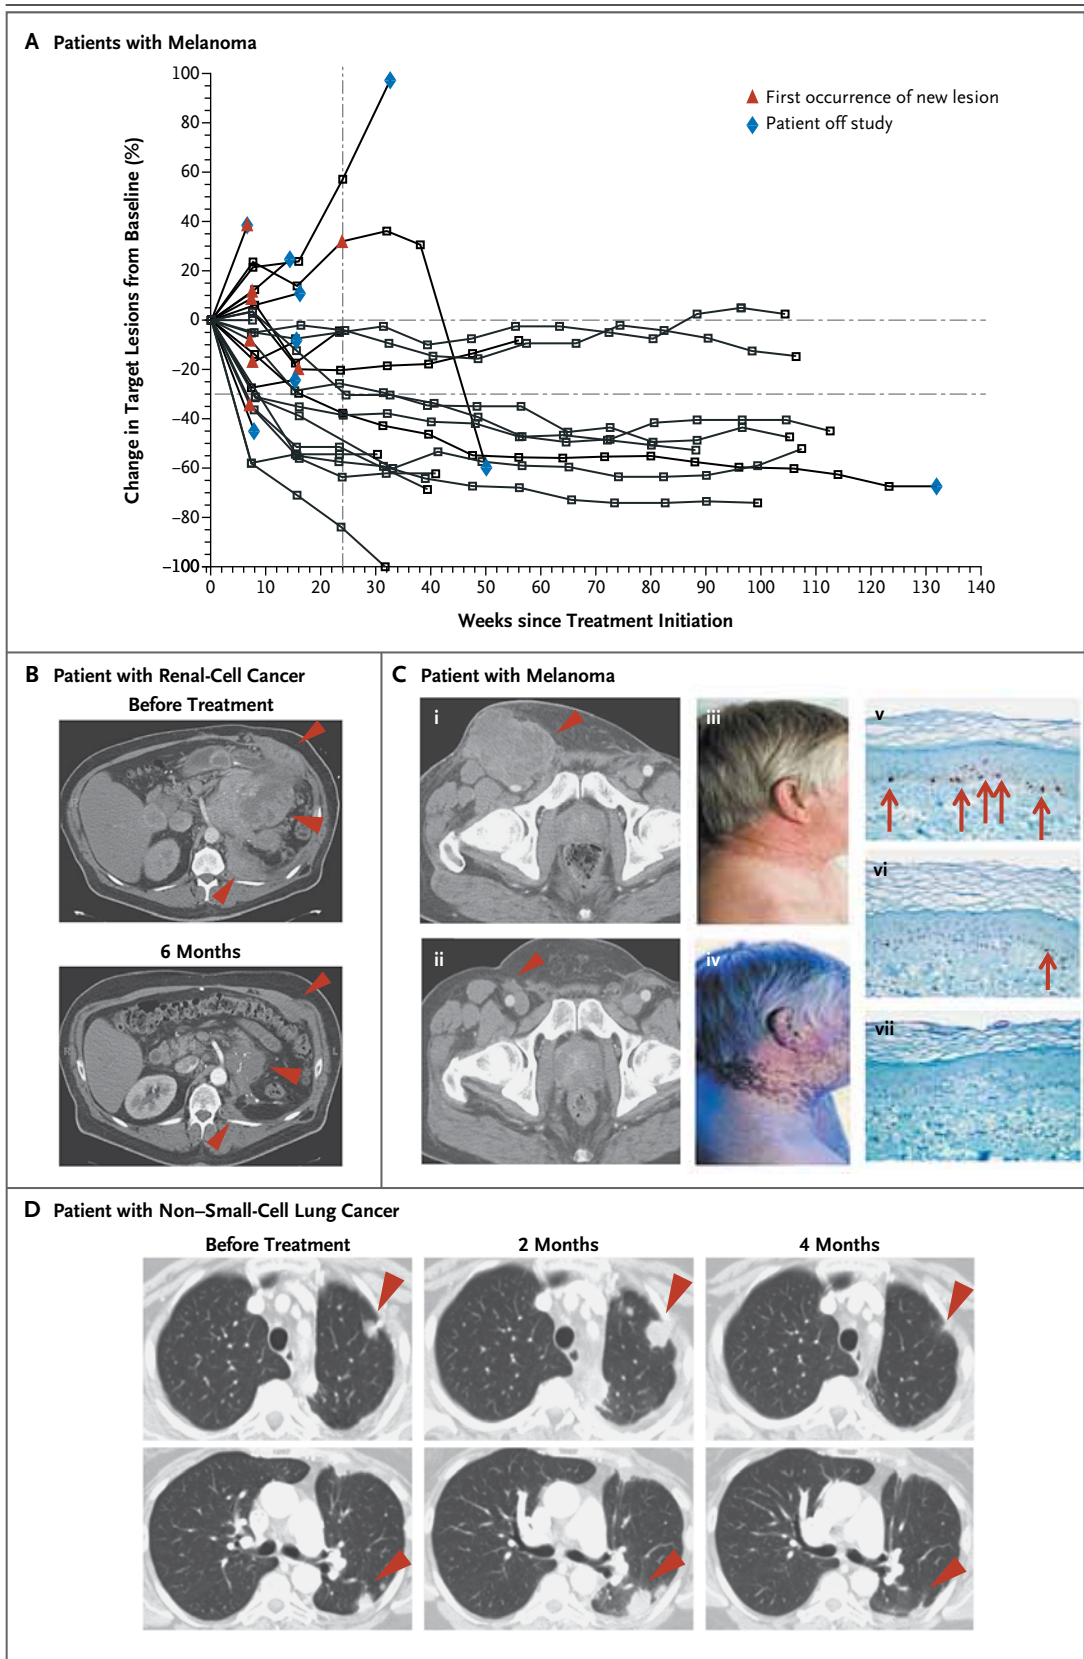 A Patients with Melanoma
Change in Target Lesions from Baseline (%)
100
80
60
40
20
0
−20
−40
−60
−80
−100
First occurrence of new lesion
Patient off study
0 10 20 30 40 50 60 70 80 90 100 110 120 130 140
Weeks since Treatment Initiation
B Patient with Renal-Cell Cancer
Before Treatment
6 Months
R
L
C Patient with Melanoma
i
ii
iii
iv
v
vi
vii
D Patient with Non–Small-Cell Lung Cancer
Before Treatment
2 Months
4 Months